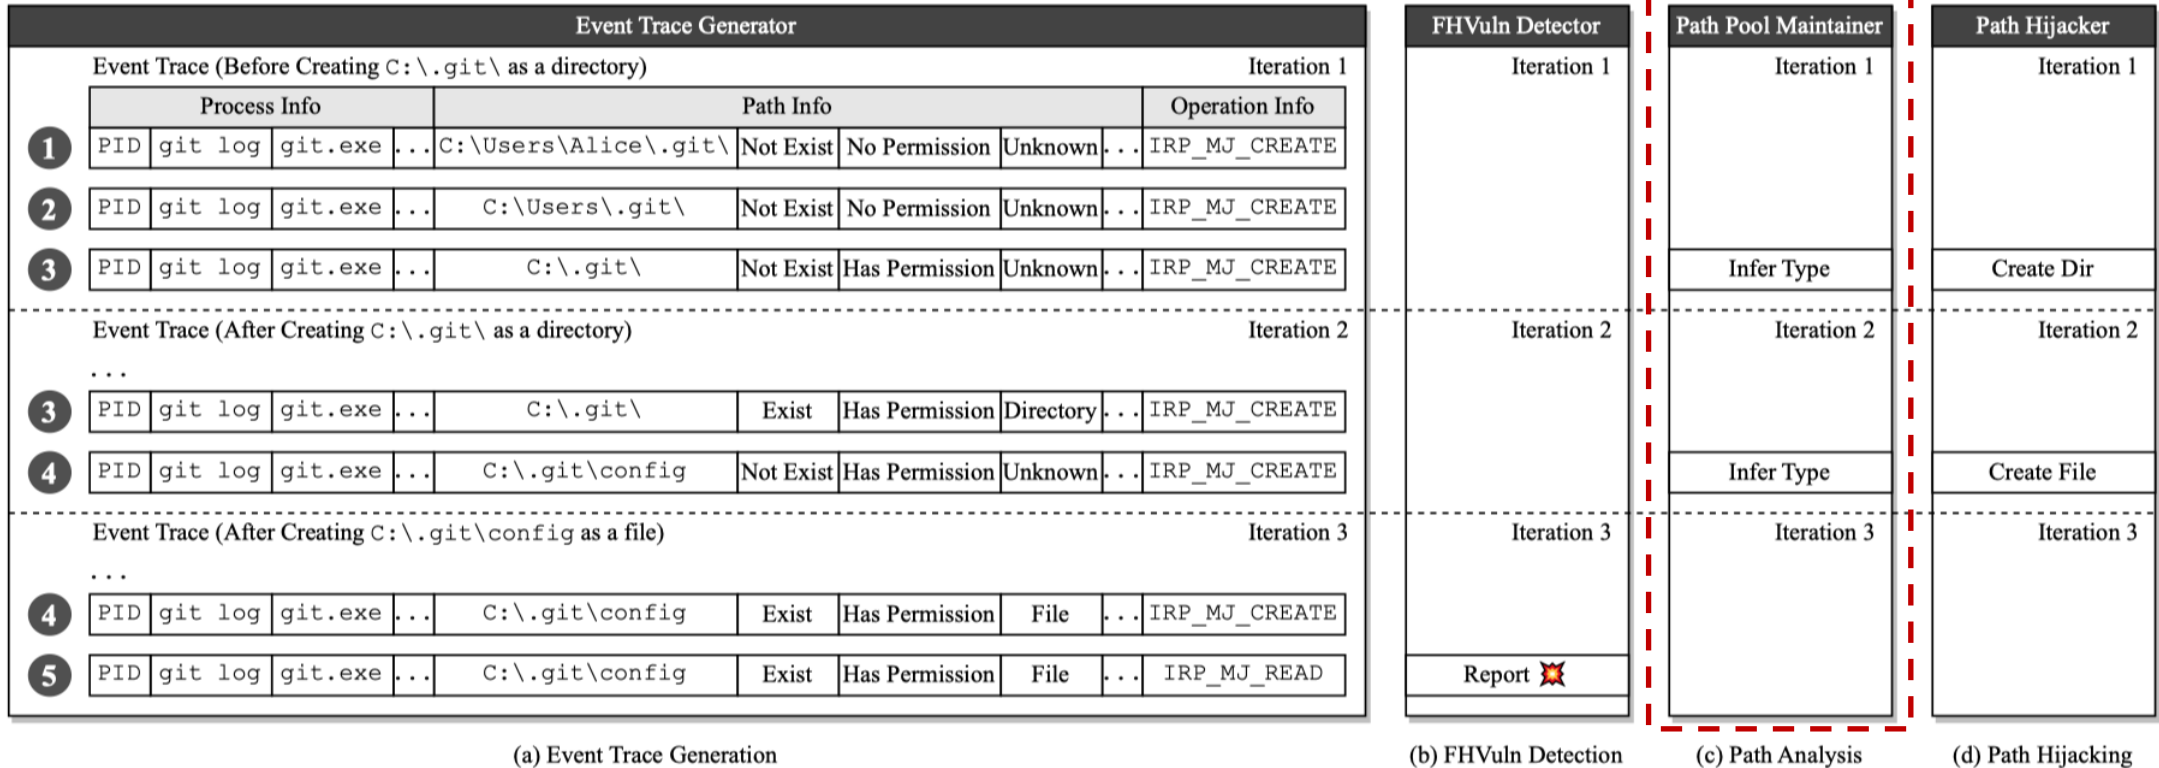 Event Trace Generator FHVuln Detector Path Pool Maintainer Path Hijacker
Event Trace (Before Creating C:\.git\ as a directory) Iteration 1 Iteration 1 Iteration 1 Iteration 1
Process Info Path Info Operation Info
1 PID git log git.exe ... C:\Users\Alice\.git\ Not Exist No Permission Unknown ... IRP_MJ_CREATE
2 PID git log git.exe ... C:\Users\.git\ Not Exist No Permission Unknown ... IRP_MJ_CREATE
3 PID git log git.exe ... C:\.git\ Not Exist Has Permission Unknown ... IRP_MJ_CREATE Infer Type Create Dir
Event Trace (After Creating C:\.git\ as a directory) Iteration 2 Iteration 2 Iteration 2 Iteration 2
...
3 PID git log git.exe ... C:\.git\ Exist Has Permission Directory ... IRP_MJ_CREATE
4 PID git log git.exe ... C:\.git\config Not Exist Has Permission Unknown ... IRP_MJ_CREATE Infer Type Create File
Event Trace (After Creating C:\.git\config as a file) Iteration 3 Iteration 3 Iteration 3 Iteration 3
...
4 PID git log git.exe ... C:\.git\config Exist Has Permission File ... IRP_MJ_CREATE
5 PID git log git.exe ... C:\.git\config Exist Has Permission File ... IRP_MJ_READ Report
(a) Event Trace Generation (b) FHVuln Detection (c) Path Analysis (d) Path Hijacking